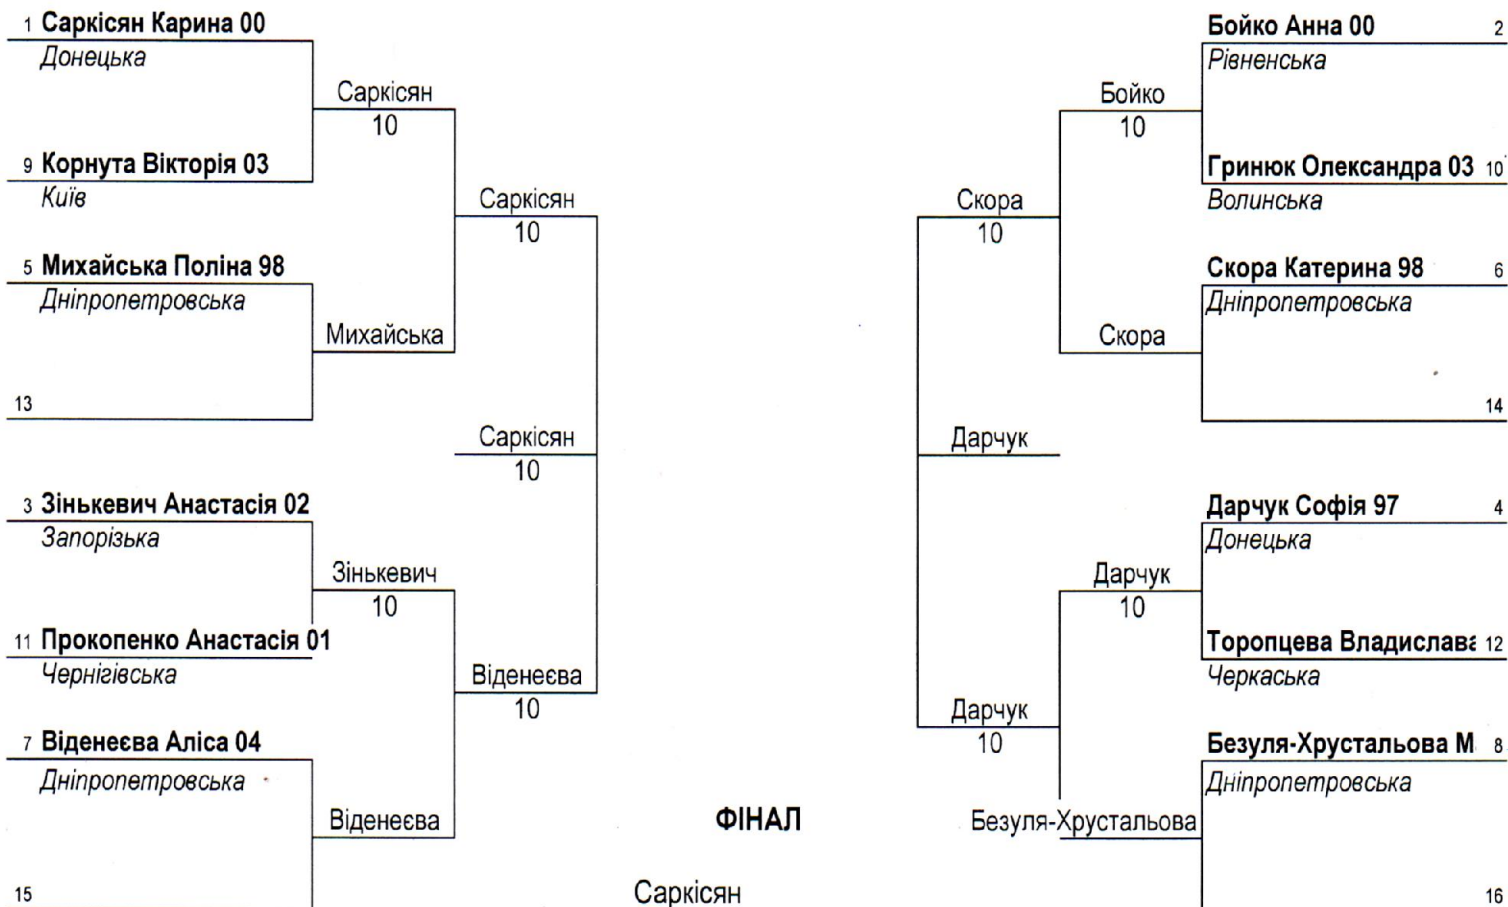 1 Саркісян Карина 00
Донецька
Саркісян
10
9 Корнута Вікторія 03
Київ
Саркісян
10
5 Михайська Поліна 98
Дніпропетровська
Михайська
13
Саркісян
10
3 Зінькевич Анастасія 02
Запорізька
Зінькевич
10
11 Прокопенко Анастасія 01
Чернігівська
Віденеєва
10
7 Віденеєва Аліса 04
Дніпропетровська
Віденеєва
15
Бойко Анна 00 2
Рівненська
Бойко
10
Гринюк Олександра 03 10
Волинська
Скора
10
Скора Катерина 98 6
Дніпропетровська
Скора
14
Дарчук
Дарчук Софія 97 4
Донецька
Дарчук
10
Торопцева Владислава 12
Черкаська
Дарчук
10
Безуля-Хрустальова М 8
Дніпропетровська
Безуля-Хрустальова
16
ФІНАЛ
Саркісян